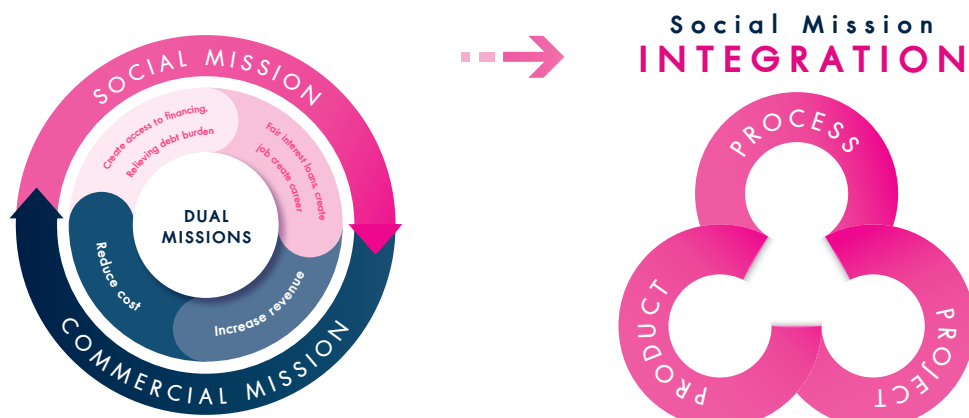 SOCIAL MISSION
Create access to financing,
Relieving debt burden
Fair interest loans, create
job create career
DUAL
MISSIONS
Reduce cost
Increase revenue
COMMERCIAL MISSION
Social Mission
INTEGRATION
PROCESS
PRODUCT
PROJECT